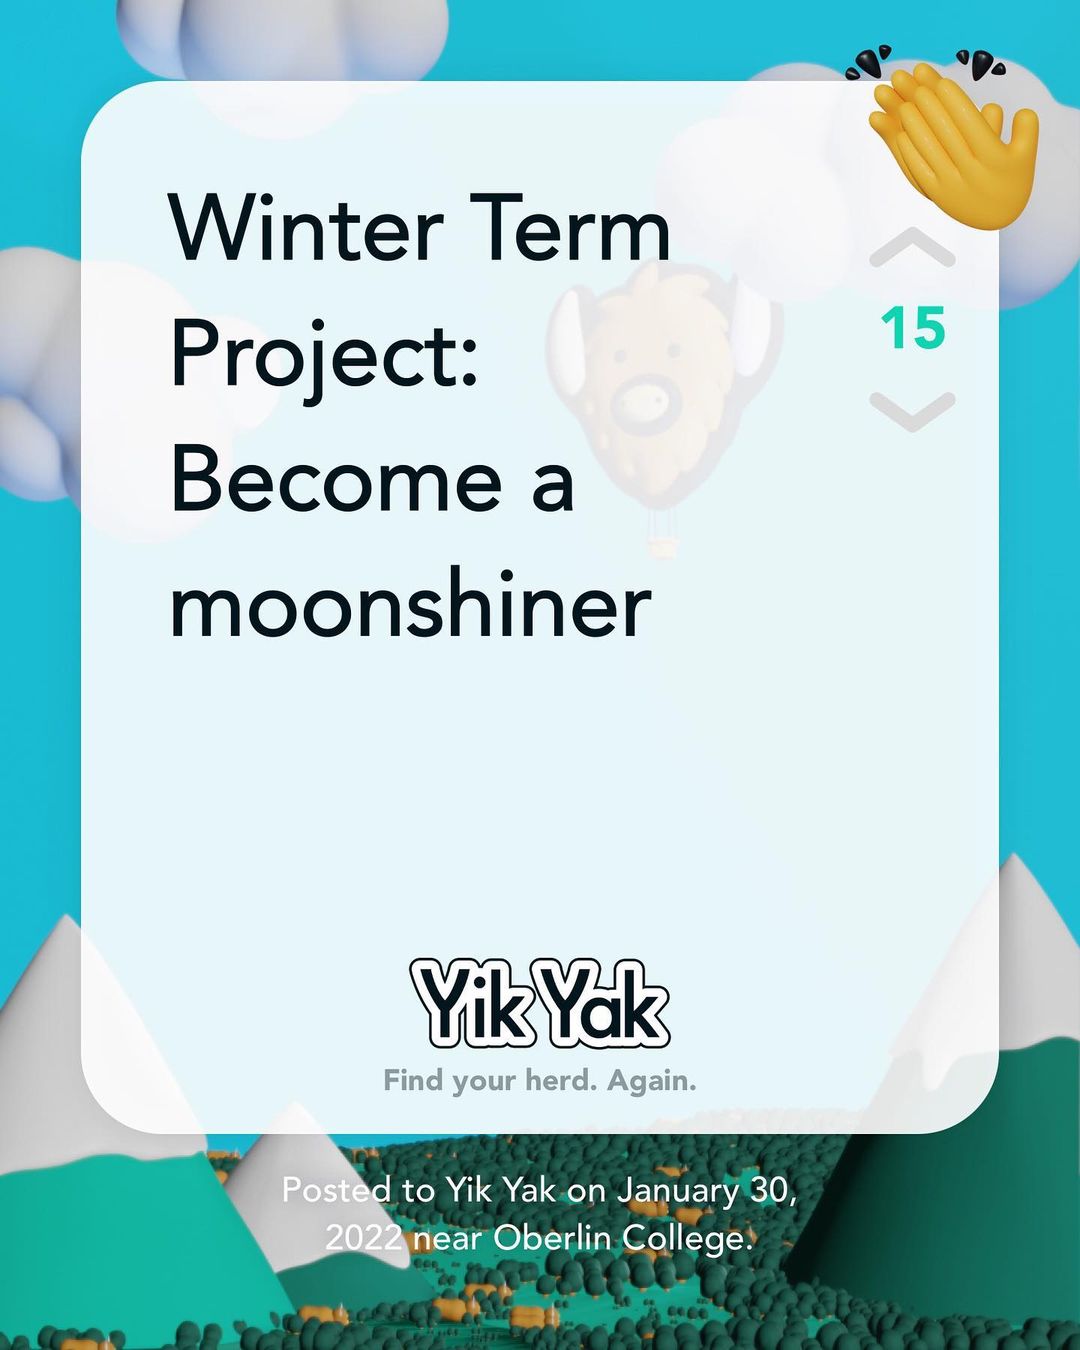 Winter Term
Project:
Become a
moonshiner
15
Yik Yak
Find your herd. Again.
Posted to Yik Yak on January 30,
2022 near Oberlin College.